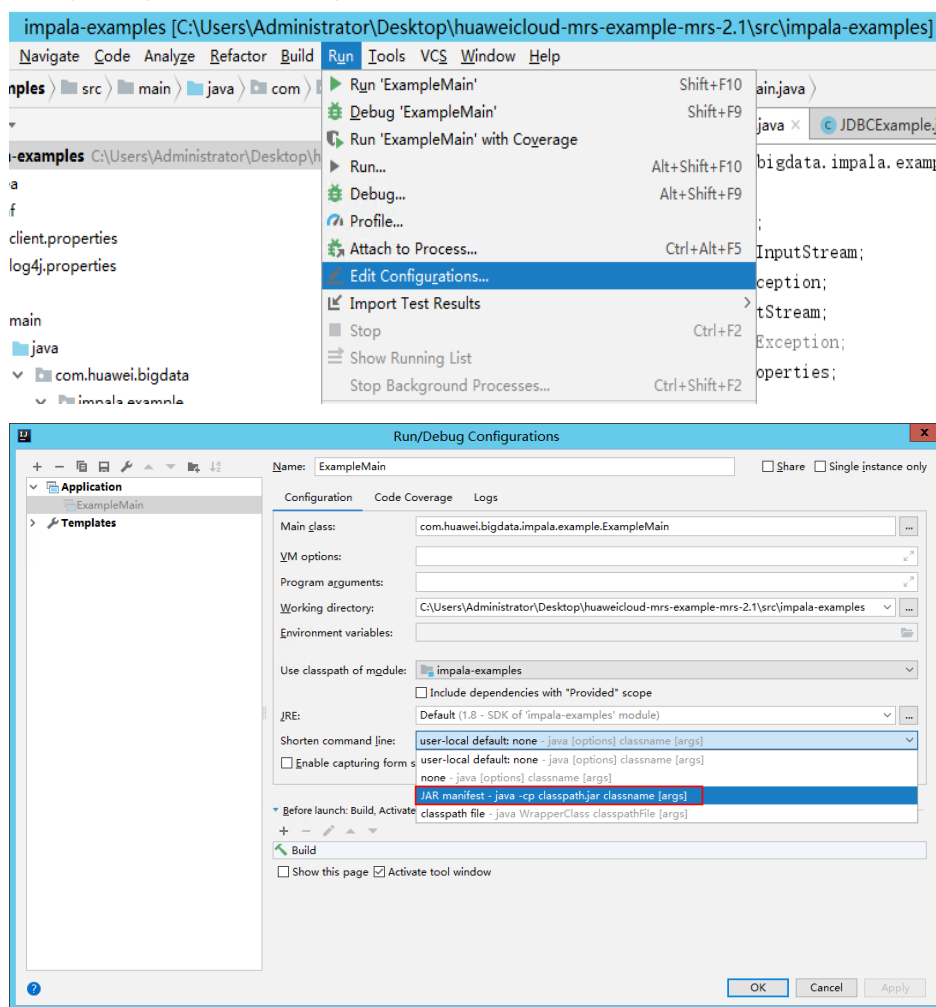 impala-examples [C:\Users\Administrator\Desktop\huaweicloud-mrs-example-mrs-2.1\src\impala-examples]
Navigate Code Analyze Refactor Build Run Tools VCS Window Help
src main java com
ain.java
Run 'ExampleMain' Shift+F10
Debug 'ExampleMain' Shift+F9
Run 'ExampleMain' with Coverage
Run... Alt+Shift+F10
Debug... Alt+Shift+F9
Profile...
Attach to Process... Ctrl+Alt+F5
Edit Configurations...
Import Test Results
Stop Ctrl+F2
Show Running List
Stop Background Processes... Ctrl+Shift+F2
java JDBCExample.
-examples C:\Users\Administrator\Desktop\h
client.properties
log4j.properties
main
java
com.huawei.bigdata
impala.example
bigdata.impala.examp
;
InputStream;
ception;
tStream;
Exception;
operties;
Run/Debug Configurations
Application
ExampleMain
Templates
Name: ExampleMain Share Single instance only
Configuration Code Coverage Logs
Main class: com.huawei.bigdata.impala.example.ExampleMain ...
VM options:
Program arguments:
Working directory: C:\Users\Administrator\Desktop\huaweicloud-mrs-example-mrs-2.1\src\impala-examples ...
Environment variables:
Use classpath of module: impala-examples
Include dependencies with "Provided" scope
JRE: Default (1.8 - SDK of 'impala-examples' module) ...
Shorten command line: user-local default: none - java [options] classname [args]
Enable capturing form s
user-local default: none - java [options] classname [args]
none - java [options] classname [args]
JAR manifest - java -cp classpath.jar classname [args]
classpath file - java WrapperClass classpathFile [args]
Before launch: Build, Activate
Build
Show this page Activate tool window
OK Cancel Apply